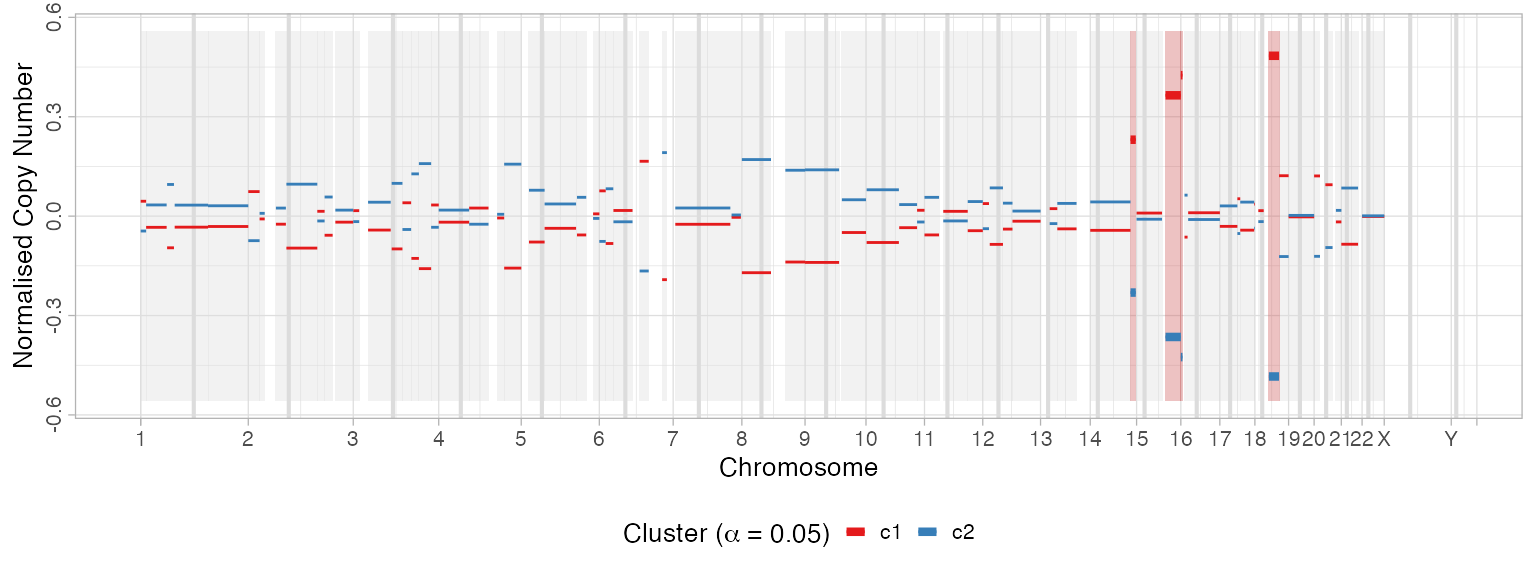 Normalised Copy Number
0.6
0.3
0.0
-0.3
-0.6
1 2 3 4 5 6 7 8 9 10 11 12 13 14 15 16 17 18 19 20 21 22 X Y
Chromosome
Cluster (α = 0.05) c1 c2